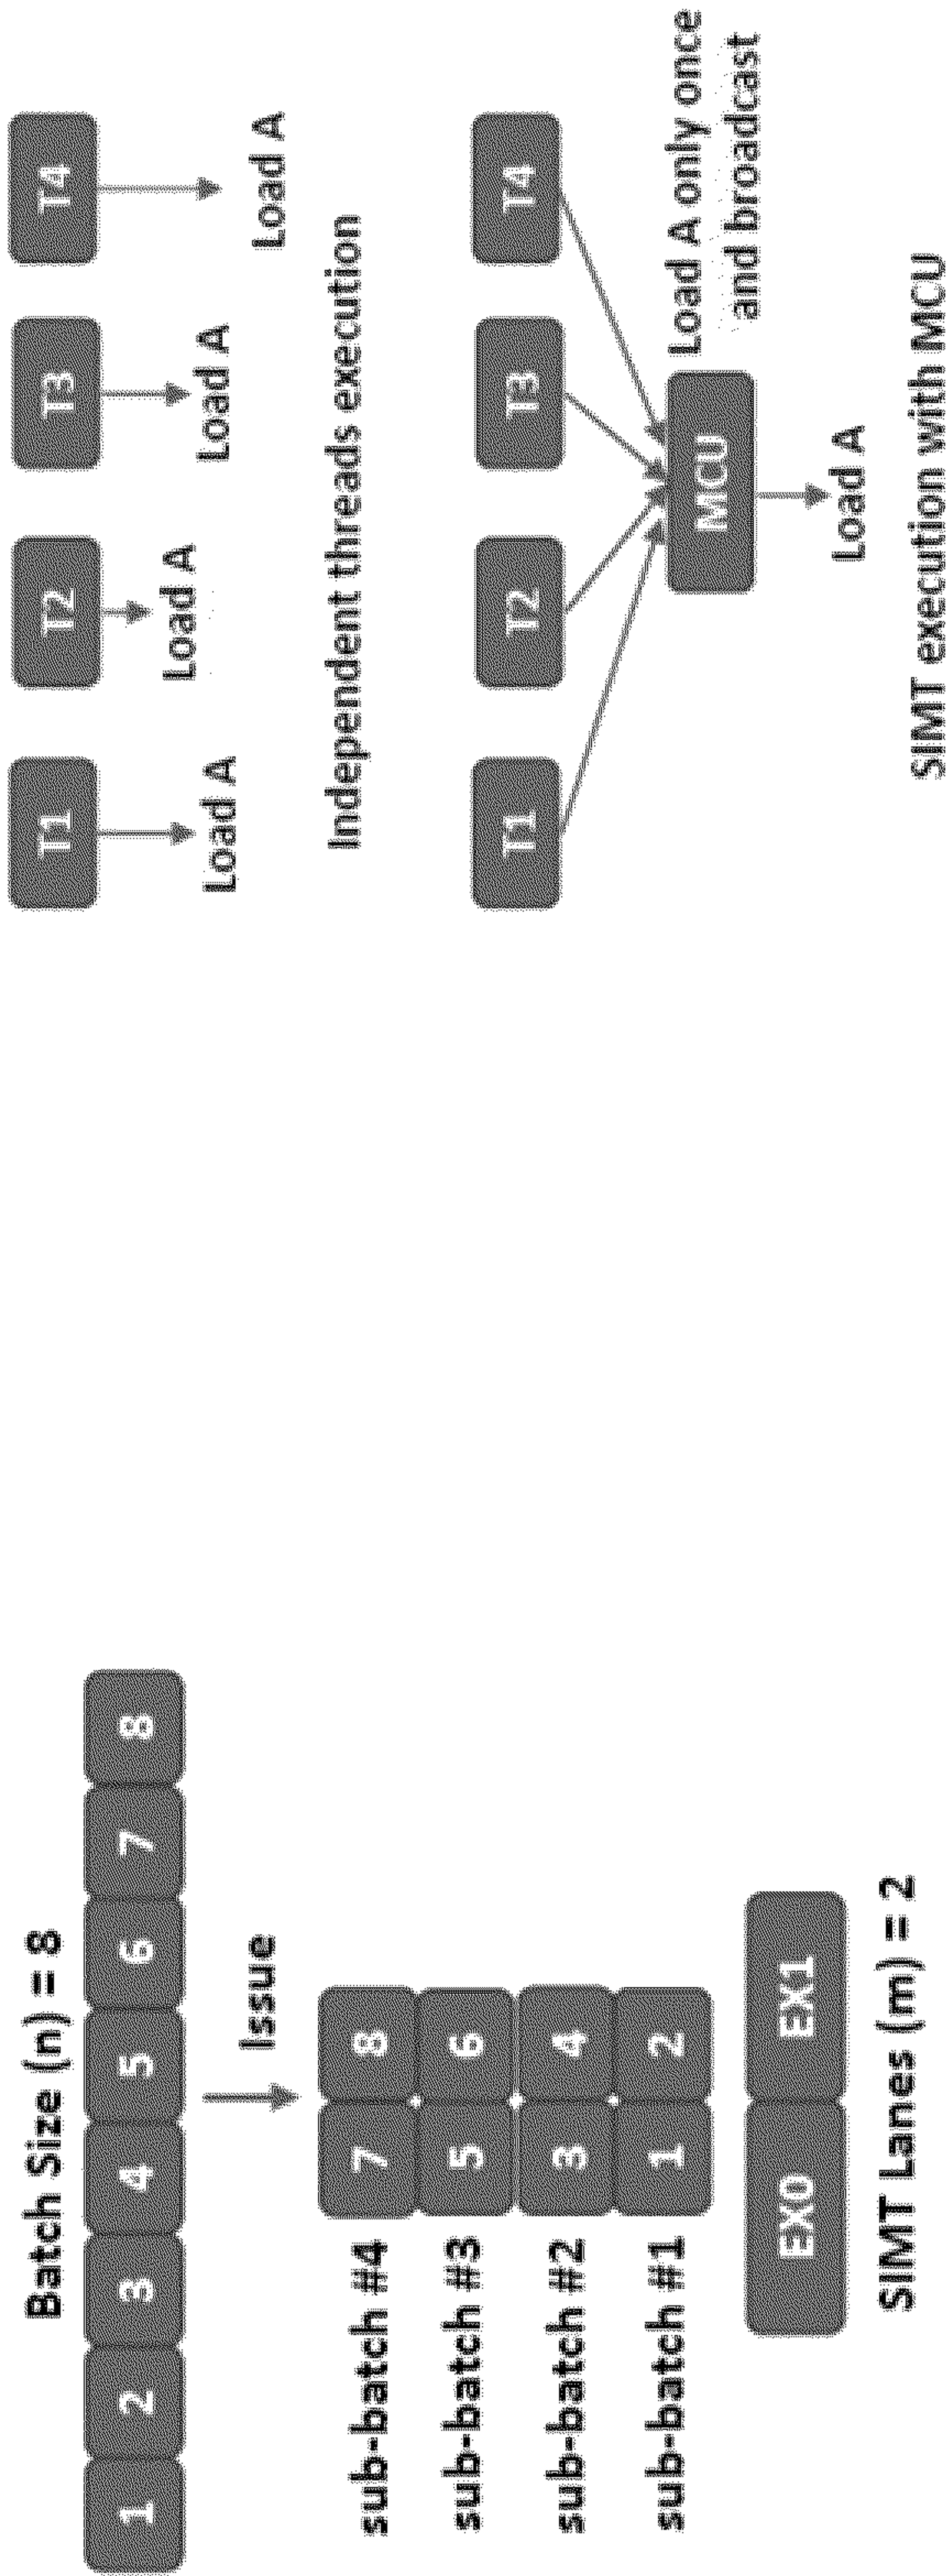 Batch Size (n) = 8
1 2 3 4 5 6 7 8
Issue
sub-batch #4 7 8
sub-batch #3 5 6
sub-batch #2 3 4
sub-batch #1 1 2
EX0 EX1
SIMT Lanes (m) = 2
T1 T2 T3 T4
Load A Load A Load A Load A
Independent threads execution
T1 T2 T3 T4
MCU
Load A only once
and broadcast
Load A
SIMT execution with MCU